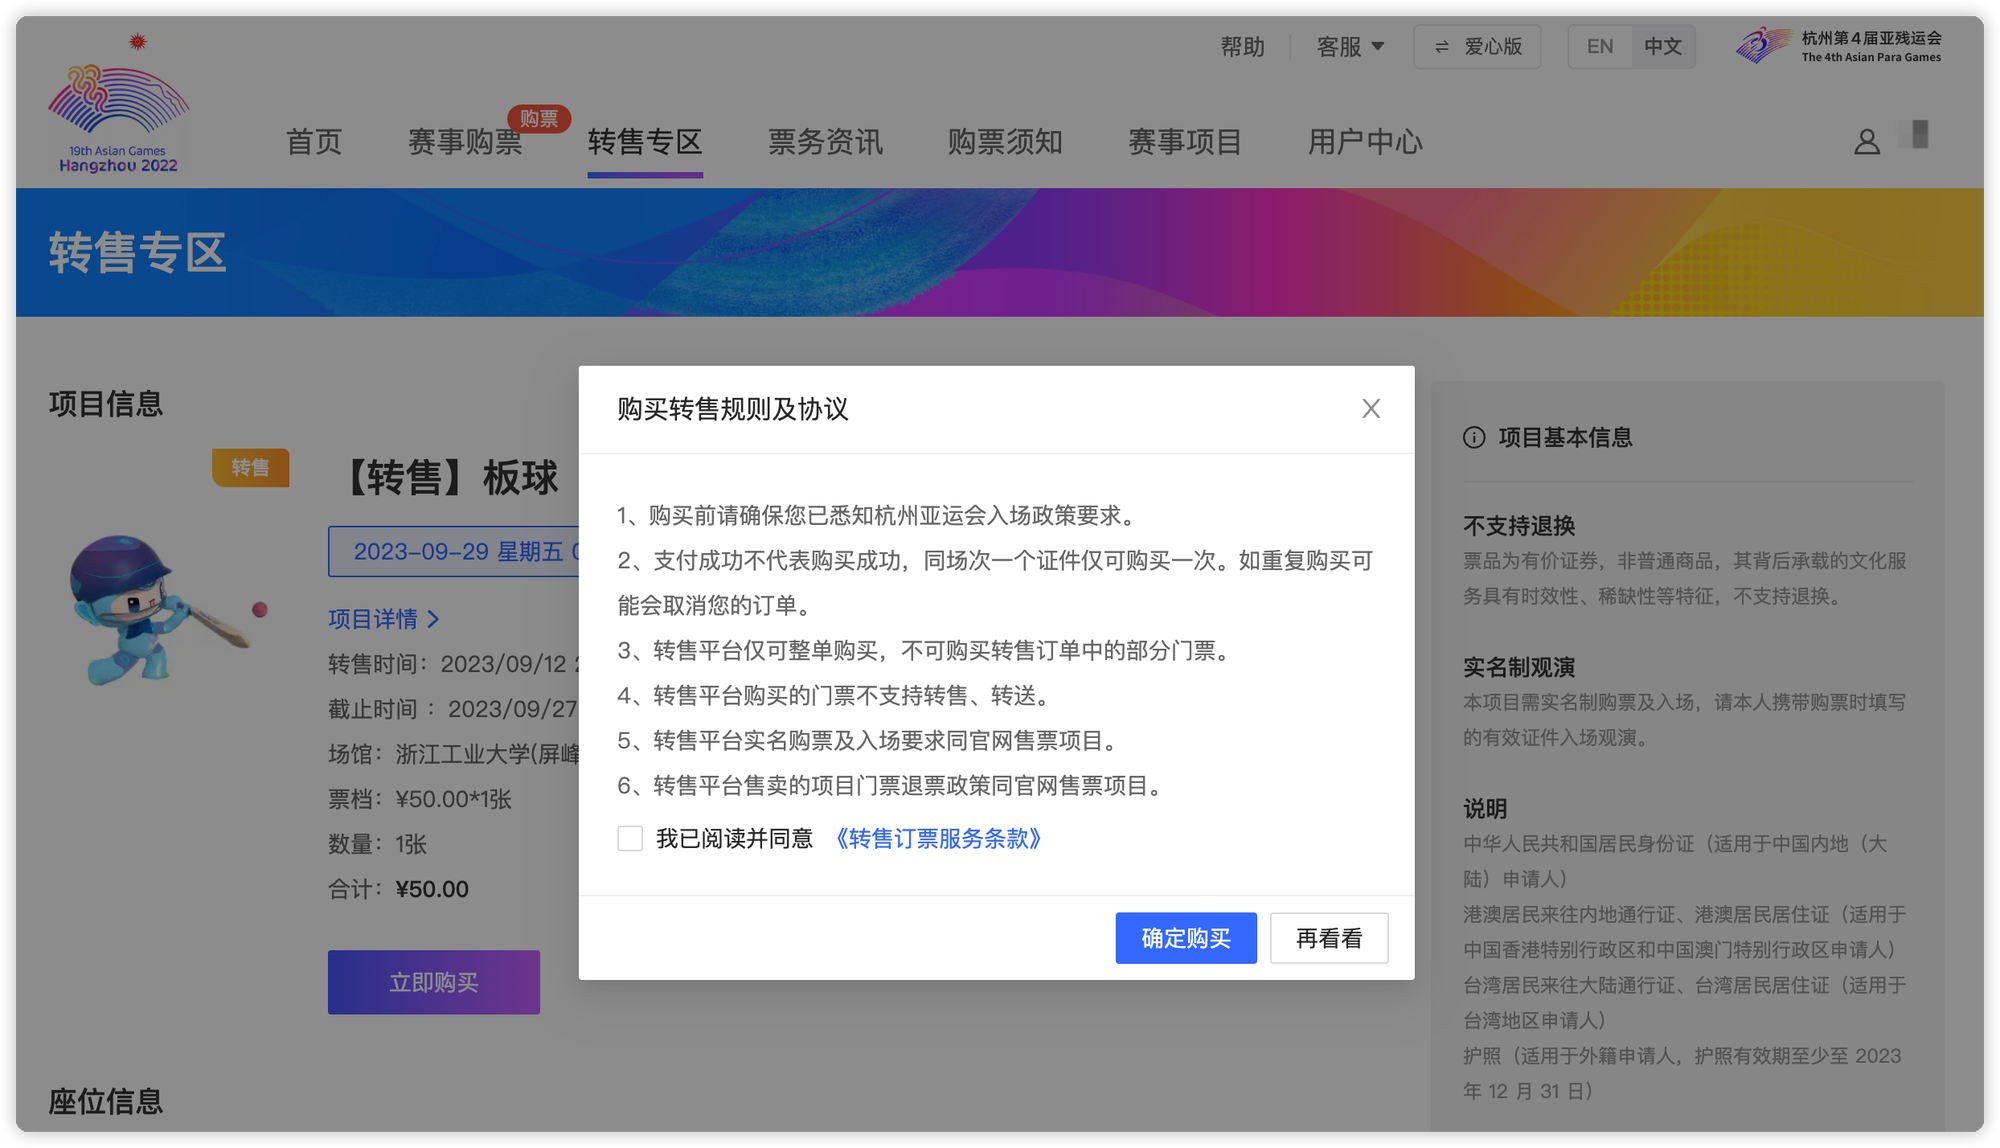 帮助
客服
爱心版
EN 中文
杭州第4届亚残运会
The 4th Asian Para Games
19th Asian Games
Hangzhou 2022
首页
赛事购票
购票
转售专区
票务资讯
购票须知
赛事项目
用户中心
转售专区
项目信息
转售
【转售】板球
2023-09-29 星期五
项目详情
转售时间：2023/09/12
截止时间 ：2023/09/27
场馆：浙江工业大学(屏峰
票档：¥50.00*1张
数量：1张
合计：¥50.00
立即购买
座位信息
购买转售规则及协议
1、购买前请确保您已悉知杭州亚运会入场政策要求。
2、支付成功不代表购买成功，同场次一个证件仅可购买一次。如重复购买可
能会取消您的订单。
3、转售平台仅可整单购买，不可购买转售订单中的部分门票。
4、转售平台购买的门票不支持转售、转送。
5、转售平台实名购票及入场要求同官网售票项目。
6、转售平台售卖的项目门票退票政策同官网售票项目。
我已阅读并同意 《转售订票服务条款》
确定购买
再看看
项目基本信息
不支持退换
票品为有价证券，非普通商品，其背后承载的文化服
务具有时效性、稀缺性等特征，不支持退换。
实名制观演
本项目需实名制购票及入场，请本人携带购票时填写
的有效证件入场观演。
说明
中华人民共和国居民身份证（适用于中国内地（大
陆）申请人）
港澳居民来往内地通行证、港澳居民居住证（适用于
中国香港特别行政区和中国澳门特别行政区申请人）
台湾居民来往大陆通行证、台湾居民居住证（适用于
台湾地区申请人）
护照（适用于外籍申请人，护照有效期至少至 2023
年 12 月 31 日）